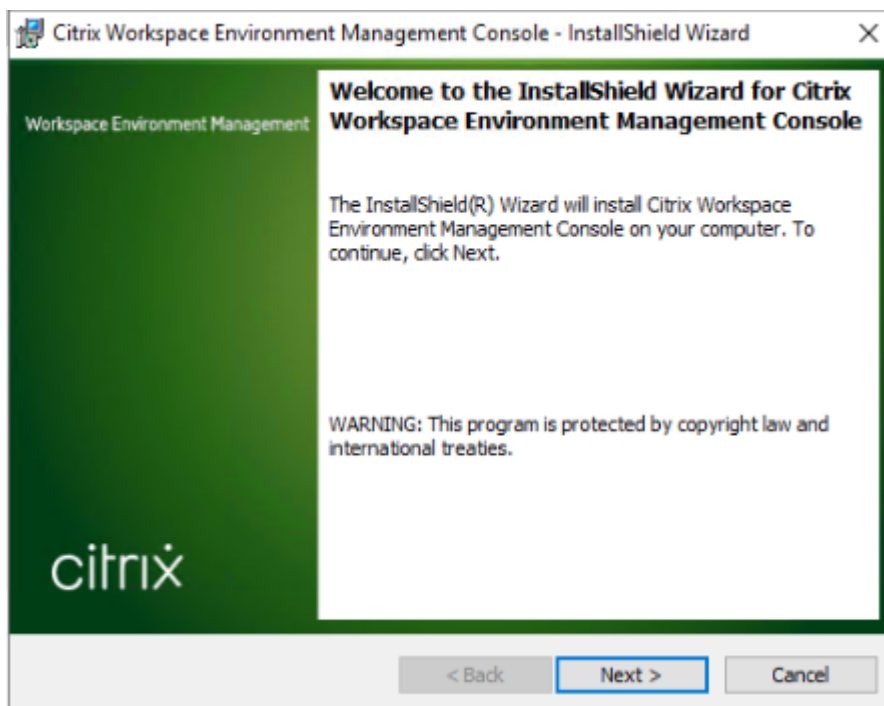 Citrix Workspace Environment Management Console - InstallShield Wizard
Workspace Environment Management
Welcome to the InstallShield Wizard for Citrix
Workspace Environment Management Console
The InstallShield(R) Wizard will install Citrix Workspace
Environment Management Console on your computer. To
continue, click Next.
WARNING: This program is protected by copyright law and
international treaties.
citrix
< Back
Next >
Cancel